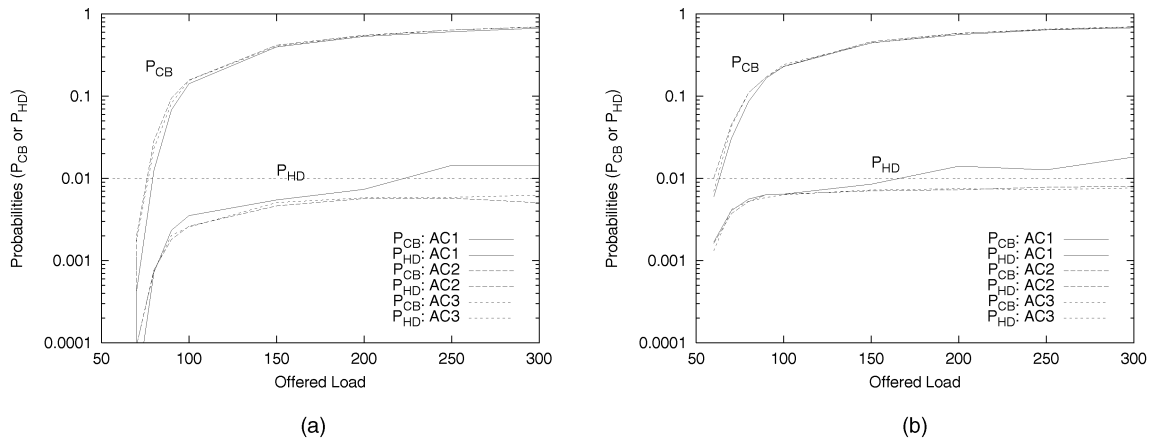 1
0.1
0.01
0.001
0.0001
Probabilities (P_CB or P_HD)
P_CB
P_HD
P_CB: AC1
P_HD: AC1
P_CB: AC2
P_HD: AC2
P_CB: AC3
P_HD: AC3
50 100 150 200 250 300
Offered Load
(a)
1
0.1
0.01
0.001
0.0001
Probabilities (P_CB or P_HD)
P_CB
P_HD
P_CB: AC1
P_HD: AC1
P_CB: AC2
P_HD: AC2
P_CB: AC3
P_HD: AC3
50 100 150 200 250 300
Offered Load
(b)